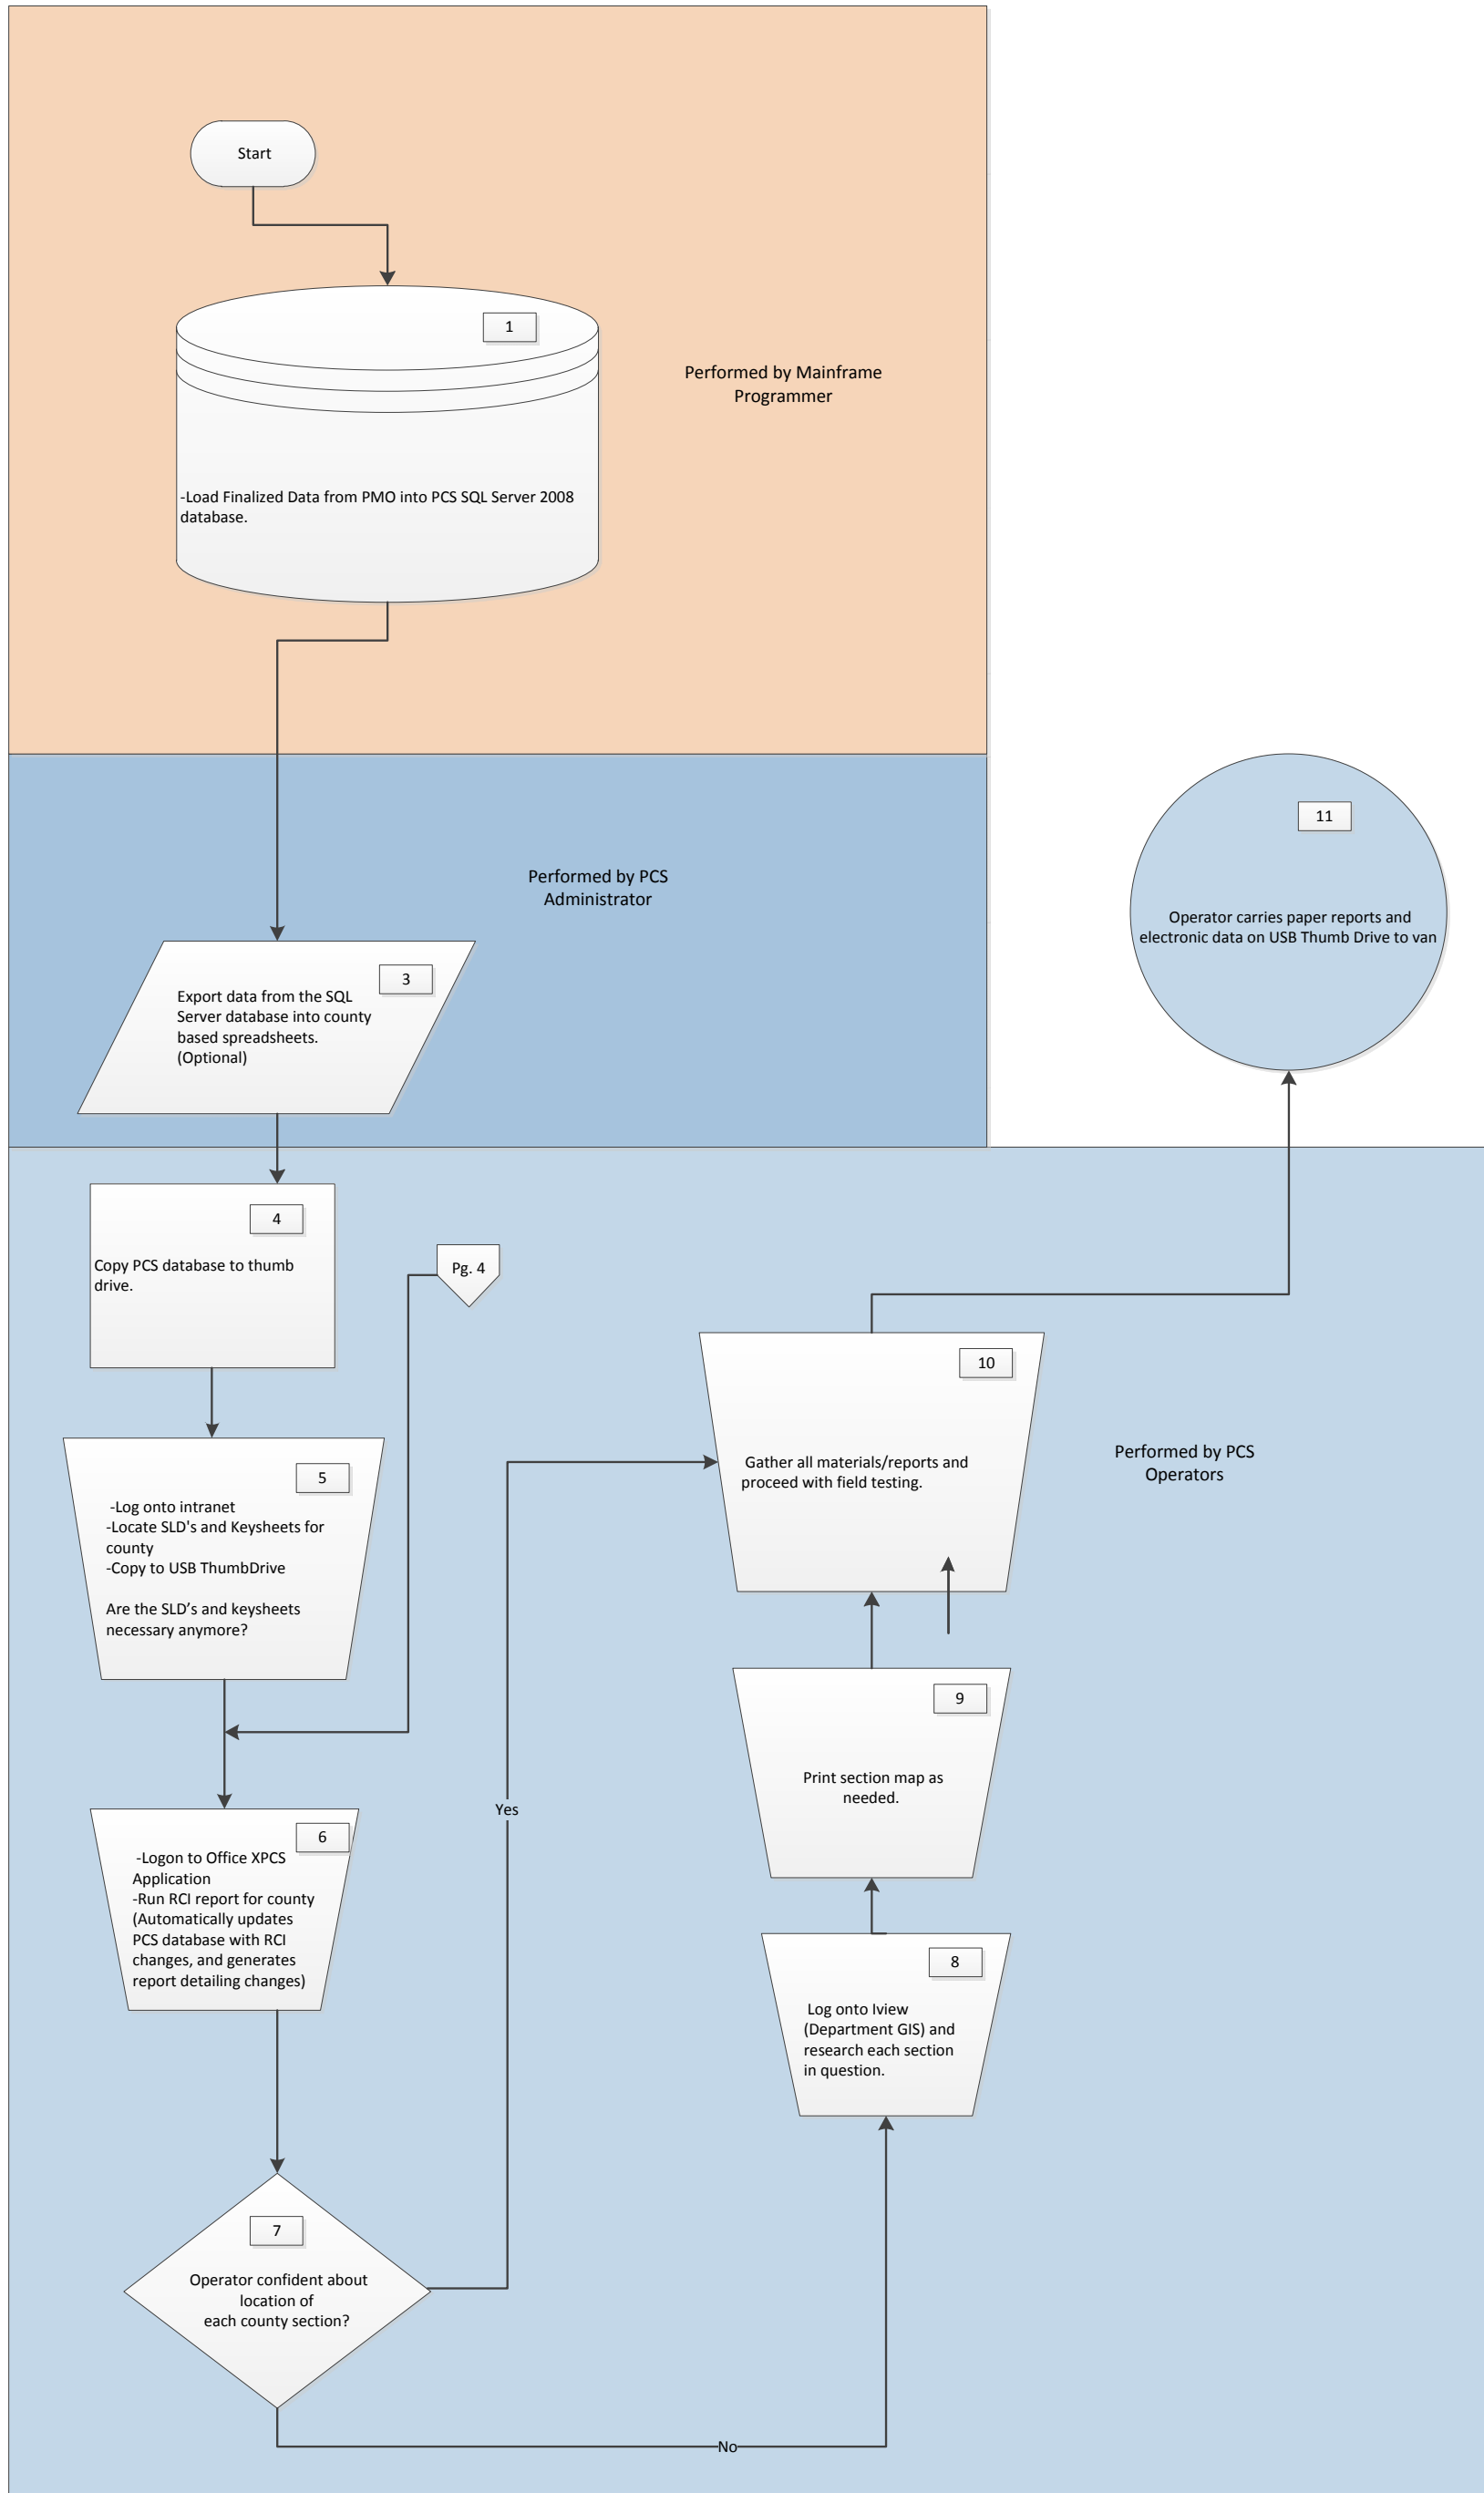 Start
1
Performed by Mainframe
Programmer
-Load Finalized Data from PMO into PCS SQL Server 2008
database.
Performed by PCS
Administrator
3
Export data from the SQL
Server database into county
based spreadsheets.
(Optional)
11
Operator carries paper reports and
electronic data on USB Thumb Drive to van
4
Copy PCS database to thumb
drive.
Pg. 4
5
-Log onto intranet
-Locate SLD's and Keysheets for
county
-Copy to USB ThumbDrive
Are the SLD's and keysheets
necessary anymore?
6
-Logon to Office XPCS
Application
-Run RCI report for county
(Automatically updates
PCS database with RCI
changes, and generates
report detailing changes)
7
Operator confident about
location of
each county section?
Yes
No
8
Log onto Iview
(Department GIS) and
research each section
in question.
9
Print section map as
needed.
10
Gather all materials/reports and
proceed with field testing.
Performed by PCS
Operators